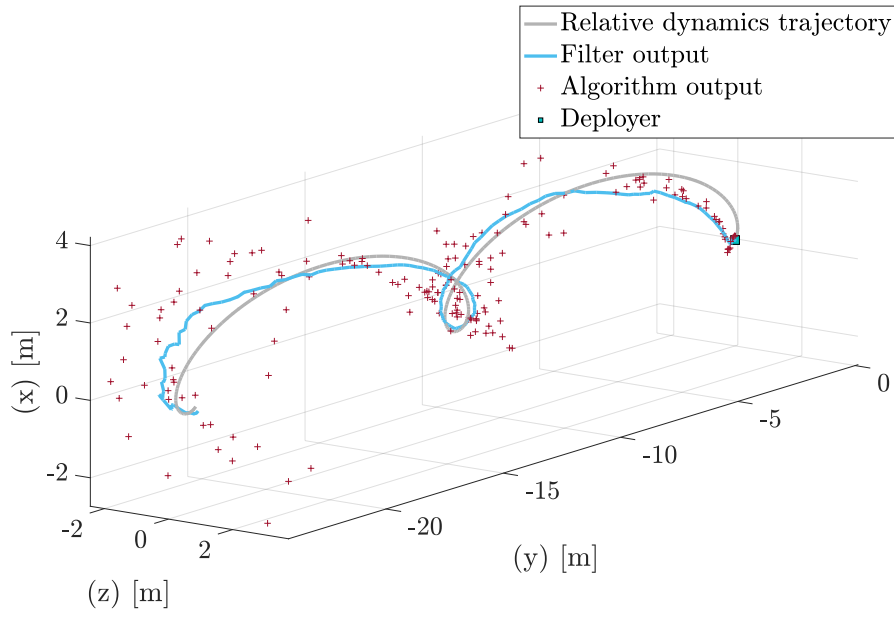 Relative dynamics trajectory
Filter output
Algorithm output
Deployer
4
2
0
-2
(x) [m]
-2
0
2
(z) [m]
-20
-15
-10
-5
0
(y) [m]